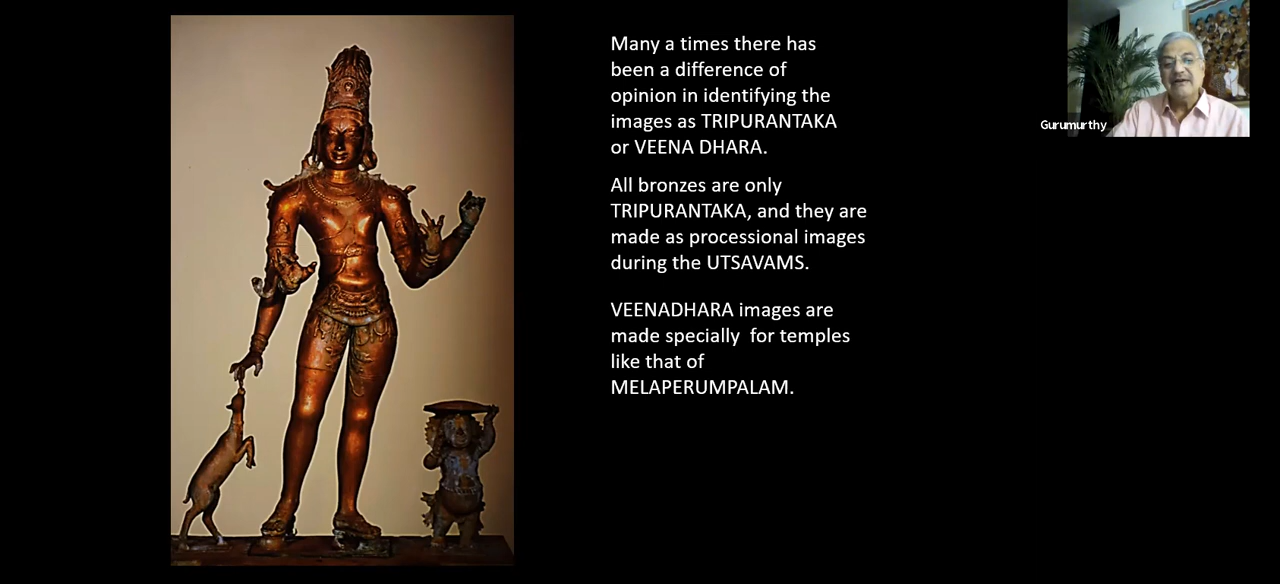 Many a times there has
been a difference of
opinion in identifying the
images as TRIPURANTAKA
or VEENA DHARA.
All bronzes are only
TRIPURANTAKA, and they are
made as processional images
during the UTSAVAMS.
VEENADHARA images are
made specially  for temples
like that of
MELAPERUMPALAM.
Gurumurthy